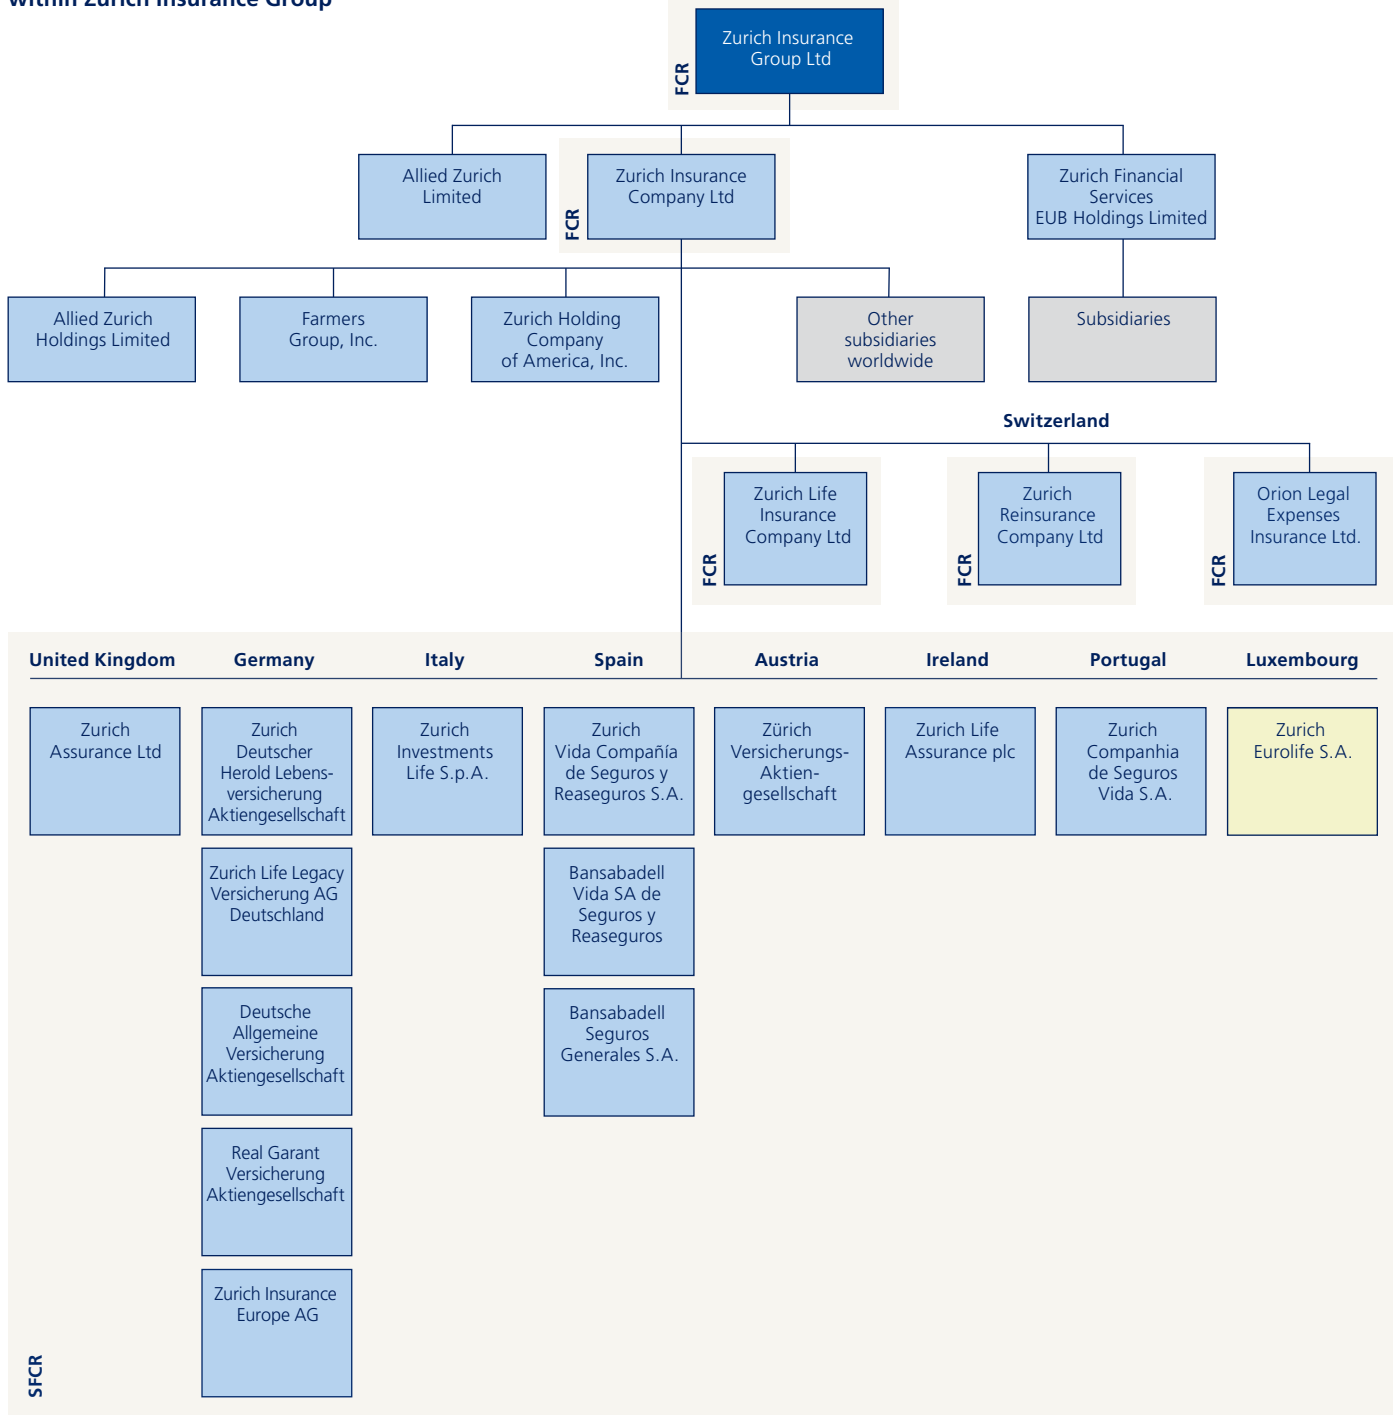 within Zurich Insurance Group
Zurich Insurance
Group Ltd
FCR
Allied Zurich
Limited
Zurich Insurance
Company Ltd
FCR
Zurich Financial
Services
EUB Holdings Limited
Allied Zurich
Holdings Limited
Farmers
Group, Inc.
Zurich Holding
Company
of America, Inc.
Other
subsidiaries
worldwide
Subsidiaries
Switzerland
Zurich Life
Insurance
Company Ltd
FCR
Zurich
Reinsurance
Company Ltd
FCR
Orion Legal
Expenses
Insurance Ltd.
FCR
United Kingdom
Germany
Italy
Spain
Austria
Ireland
Portugal
Luxembourg
Zurich
Assurance Ltd
Zurich
Deutscher
Herold Lebens-
versicherung
Aktiengesellschaft
Zurich
Investments
Life S.p.A.
Zurich
Vida Compañía
de Seguros y
Reaseguros S.A.
Zürich
Versicherungs-
Aktien-
gesellschaft
Zurich Life
Assurance plc
Zurich
Companhia
de Seguros
Vida S.A.
Zurich
Eurolife S.A.
Zurich Life Legacy
Versicherung AG
Deutschland
Bansabadell
Vida SA de
Seguros y
Reaseguros
Deutsche
Allgemeine
Versicherung
Aktiengesellschaft
Bansabadell
Seguros
Generales S.A.
Real Garant
Versicherung
Aktiengesellschaft
Zurich Insurance
Europe AG
SFCR